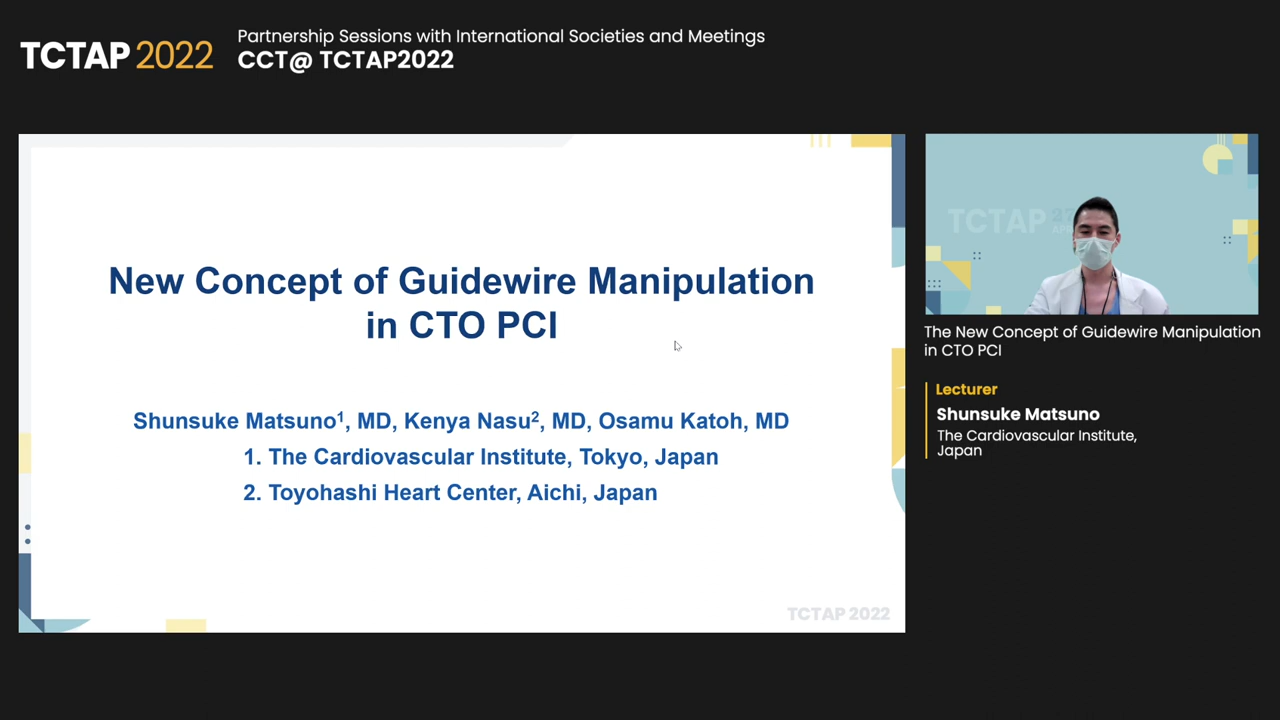 TCTAP 2022
Partnership Sessions with International Societies and Meetings
CCT@ TCTAP2022
New Concept of Guidewire Manipulation
in CTO PCI
Shunsuke Matsuno¹, MD, Kenya Nasu², MD, Osamu Katoh, MD
1. The Cardiovascular Institute, Tokyo, Japan
2. Toyohashi Heart Center, Aichi, Japan
TCTAP 2022
TCTAP
The New Concept of Guidewire Manipulation
in CTO PCI
Lecturer
Shunsuke Matsuno
The Cardiovascular Institute,
Japan